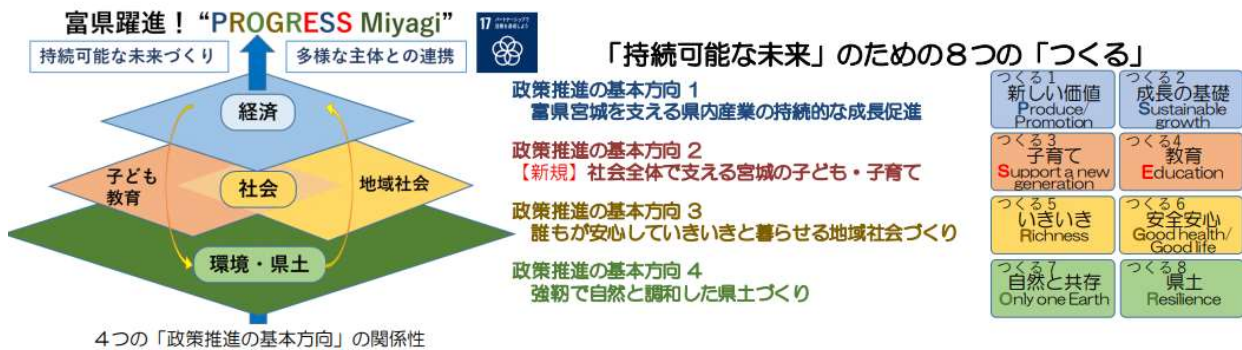 富県躍進！“PROGRESS Miyagi”
持続可能な未来づくり
多様な主体との連携
17 パートナーシップで
目標を達成しよう
経済
子ども
教育
社会
地域社会
環境・県土
４つの「政策推進の基本方向」の関係性
「持続可能な未来」のための８つの「つくる」
政策推進の基本方向 1
富県宮城を支える県内産業の持続的な成長促進
政策推進の基本方向 2
【新規】社会全体で支える宮城の子ども・子育て
政策推進の基本方向 3
誰もが安心していきいきと暮らせる地域社会づくり
政策推進の基本方向 4
強靭で自然と調和した県土づくり
つくる 1
新しい価値
Produce/
Promotion
つくる 2
成長の基礎
Sustainable
growth
つくる 3
子育て
Support a new
generation
つくる4
教育
Education
つくる 5
いきいき
Richness
つくる 6
安全安心
Good health/
Good life
つくる 7
自然と共存
Only one Earth
つくる 8
県土
Resilience